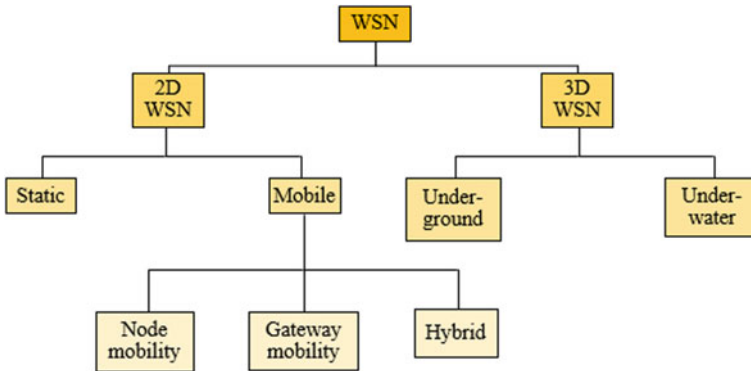 WSN
2D
WSN
3D
WSN
Static
Mobile
Under-
ground
Under-
water
Node
mobility
Gateway
mobility
Hybrid